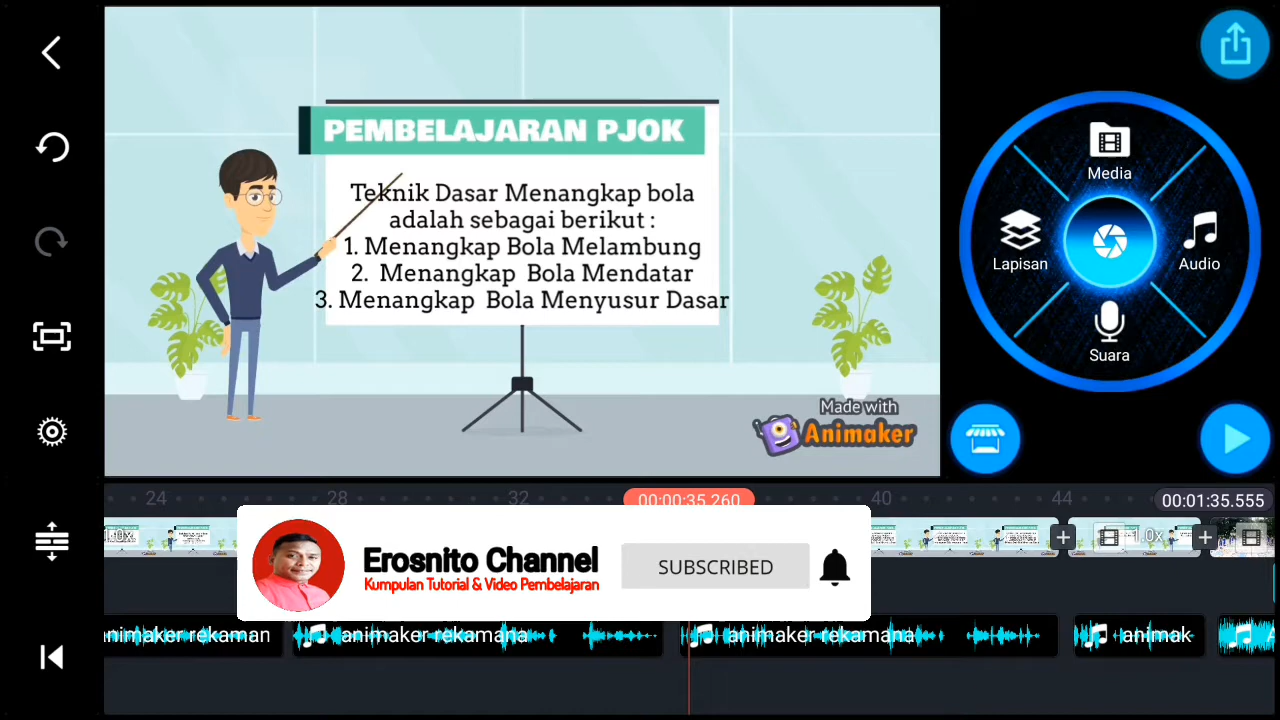 PEMBELAJARAN PJOK
Teknik Dasar Menangkap bola
adalah sebagai berikut :
1. Menangkap Bola Melambung
2. Menangkap Bola Mendatar
3. Menangkap Bola Menyusur Dasar
Made with
Animaker
Media
Lapisan
Audio
Suara
24
28
32
00:00:35.260
40
44
00:01:35.555
1.0x
Erosnito Channel
Kumpulan Tutorial & Video Pembelajaran
SUBSCRIBED
animaker rekaman
animaker rekamana
animaker rekamana
animak